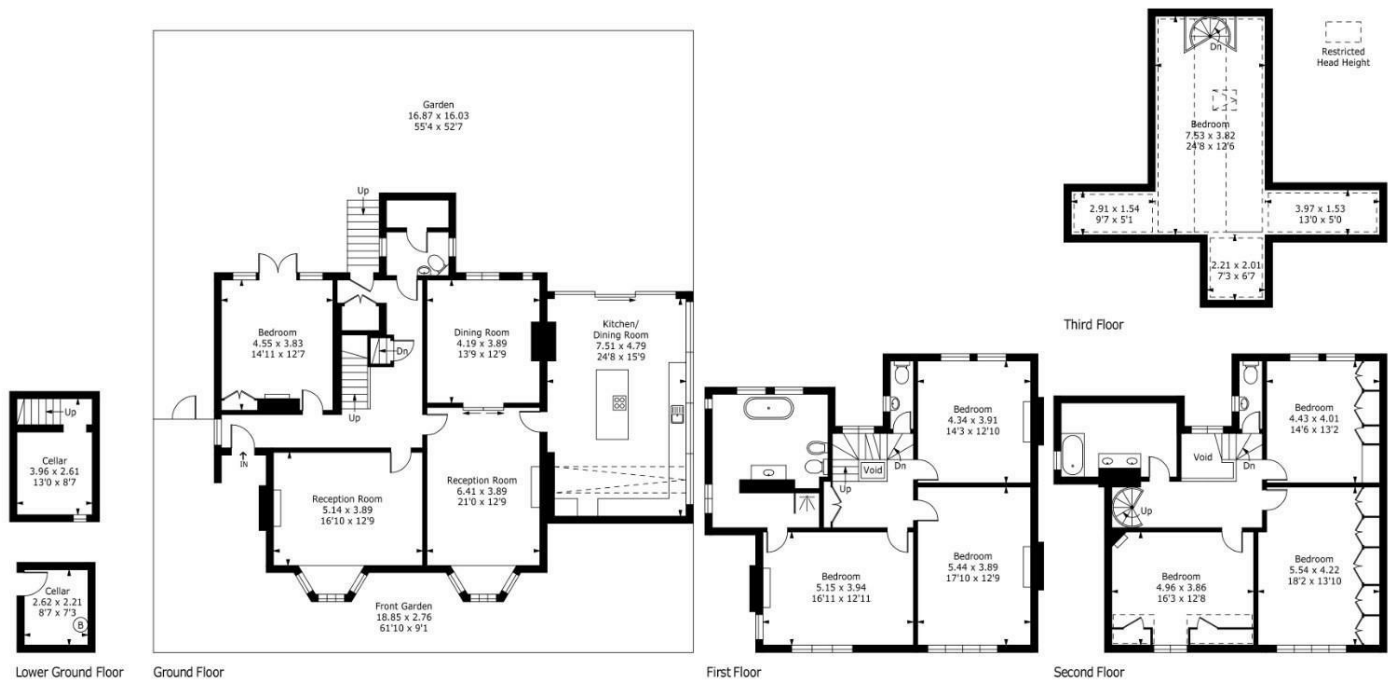 Up
Cellar
3.96 x 2.61
13'0 x 8'7
Cellar
2.62 x 2.21
8'7 x 7'3
B
Lower Ground Floor
Garden
16.87 x 16.03
55'4 x 52'7
Up
Bedroom
4.55 x 3.83
14'11 x 12'7
Dn
Up
Dining Room
4.19 x 3.89
13'9 x 12'9
Kitchen/
Dining Room
7.51 x 4.79
24'8 x 15'9
IN
Reception Room
5.14 x 3.89
16'10 x 12'9
Reception Room
6.41 x 3.89
21'0 x 12'9
Front Garden
18.85 x 2.76
61'10 x 9'1
Ground Floor
Void
Dn
Up
Bedroom
4.34 x 3.91
14'3 x 12'10
Bedroom
5.15 x 3.94
16'11 x 12'11
Bedroom
5.44 x 3.89
17'10 x 12'9
First Floor
Void
Dn
Up
Bedroom
4.43 x 4.01
14'6 x 13'2
Bedroom
4.96 x 3.86
16'3 x 12'8
Bedroom
5.54 x 4.22
18'2 x 13'10
Second Floor
Dn
Bedroom
7.53 x 3.82
24'8 x 12'6
2.91 x 1.54
9'7 x 5'1
3.97 x 1.53
13'0 x 5'0
2.21 x 2.01
7'3 x 6'7
Third Floor
Restricted
Head Height